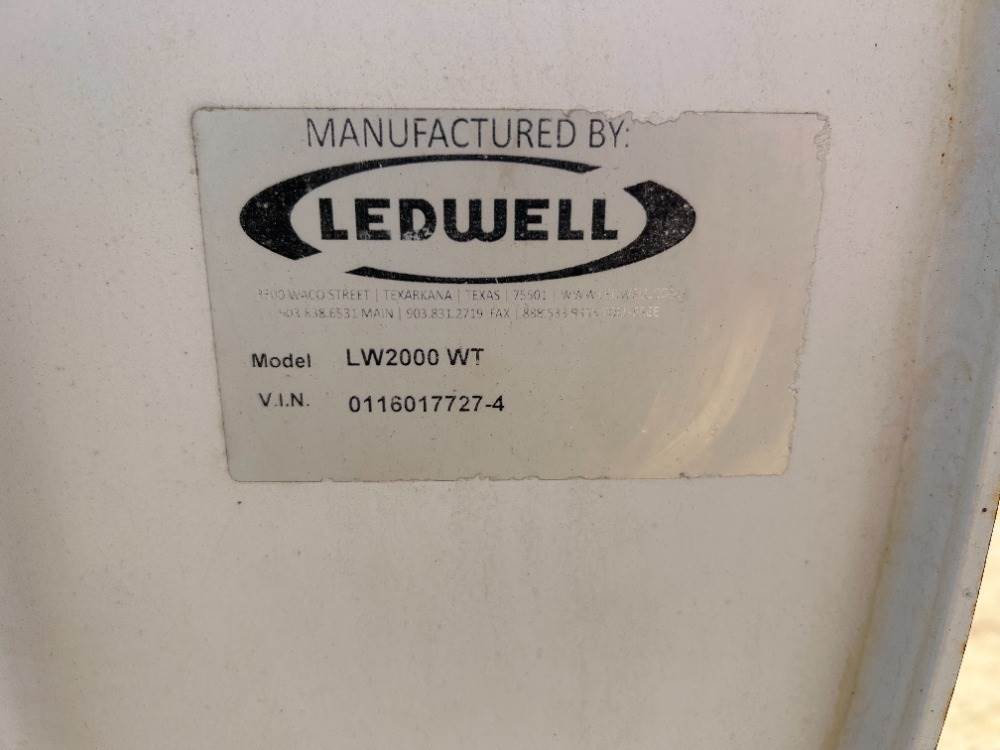 MANUFACTURED BY:
LEDWELL
WACO STREET | TEXARKANA | TEXAS | 75501 |
903.838.6531 MAIN | 903.831.2719 FAX |
Model LW2000 WT
V.I.N. 0116017727-4